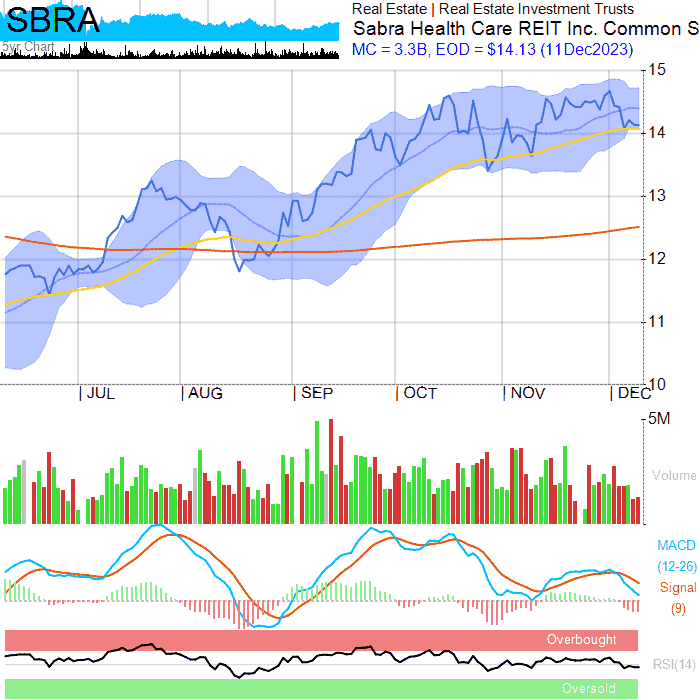 SBRA
5yr Chart
Real Estate | Real Estate Investment Trusts
Sabra Health Care REIT Inc. Common S
MC = 3.3B, EOD = $14.13 (11Dec2023)
15
14
13
12
11
10
JUL AUG SEP OCT NOV DEC
5M
Volume
MACD
(12-26)
Signal
(9)
Overbought
RSI(14)
Oversold